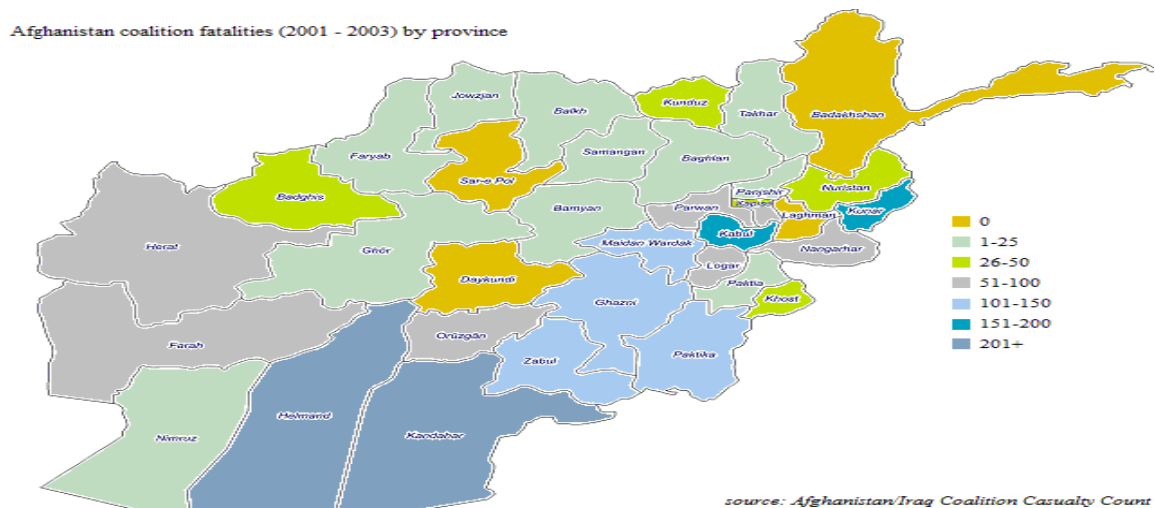 Afghanistan coalition fatalities (2001 - 2003) by province
Jowzjan
Balkh
Kunduz
Takhar
Badakhshan
Faryab
Samangan
Baghlan
Sar-e Pol
Badghis
Panjshir
Nuristan
Kapisa
Bamyan
Parwan
Laghman
Kunar
Herat
Ghor
Maidan Wardak
Kabul
Nangarhar
Logar
Daykundi
Paktia
Ghazni
Khost
Orūzgān
Farah
Zabul
Paktika
Helmand
Kandahar
Nimruz
0
1-25
26-50
51-100
101-150
151-200
201+
source: Afghanistan/Iraq Coalition Casualty Count